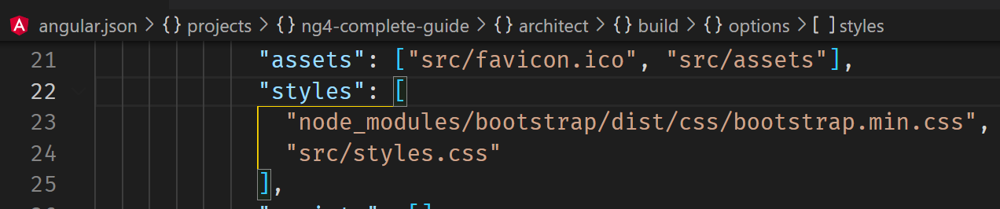 angular.json > {} projects > {} ng4-complete-guide > {} architect > {} build > {} options > [ ] styles
21 "assets": ["src/favicon.ico", "src/assets"],
22 "styles": [
23 "node_modules/bootstrap/dist/css/bootstrap.min.css",
24 "src/styles.css"
25 ],